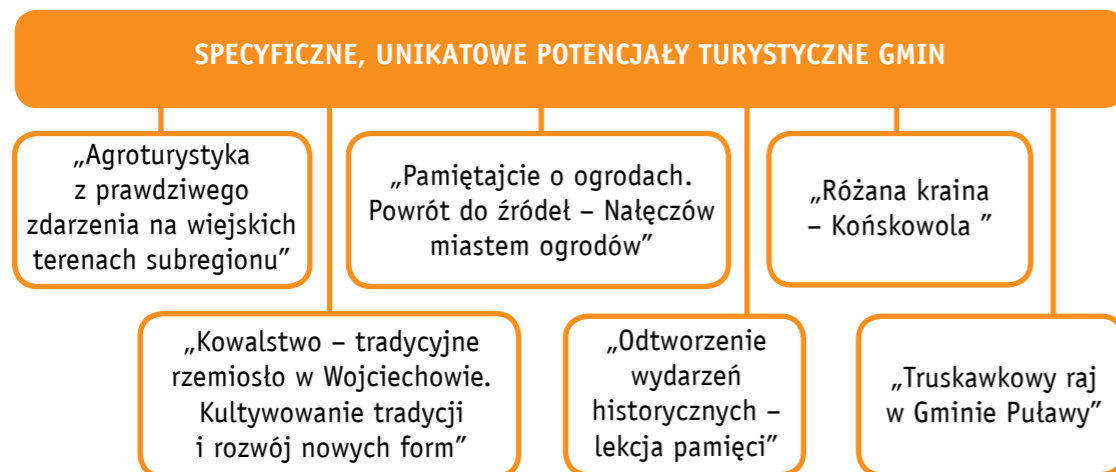 SPECYFICZNE, UNIKATOWE POTENCJAŁY TURYSTYCZNE GMIN
„Agroturystyka
z prawdziwego
zdarzenia na wiejskich
terenach subregionu”
„Pamiętajcie o ogrodach.
Powrót do źródeł – Nałęczów
miastem ogrodów”
„Różana kraina
– Końskowola ”
„Kowalstwo – tradycyjne
rzemiosło w Wojciechowie.
Kultywowanie tradycji
i rozwój nowych form”
„Odtworzenie
wydarzeń
historycznych –
lekcja pamięci”
„Truskawkowy raj
w Gminie Puławy”